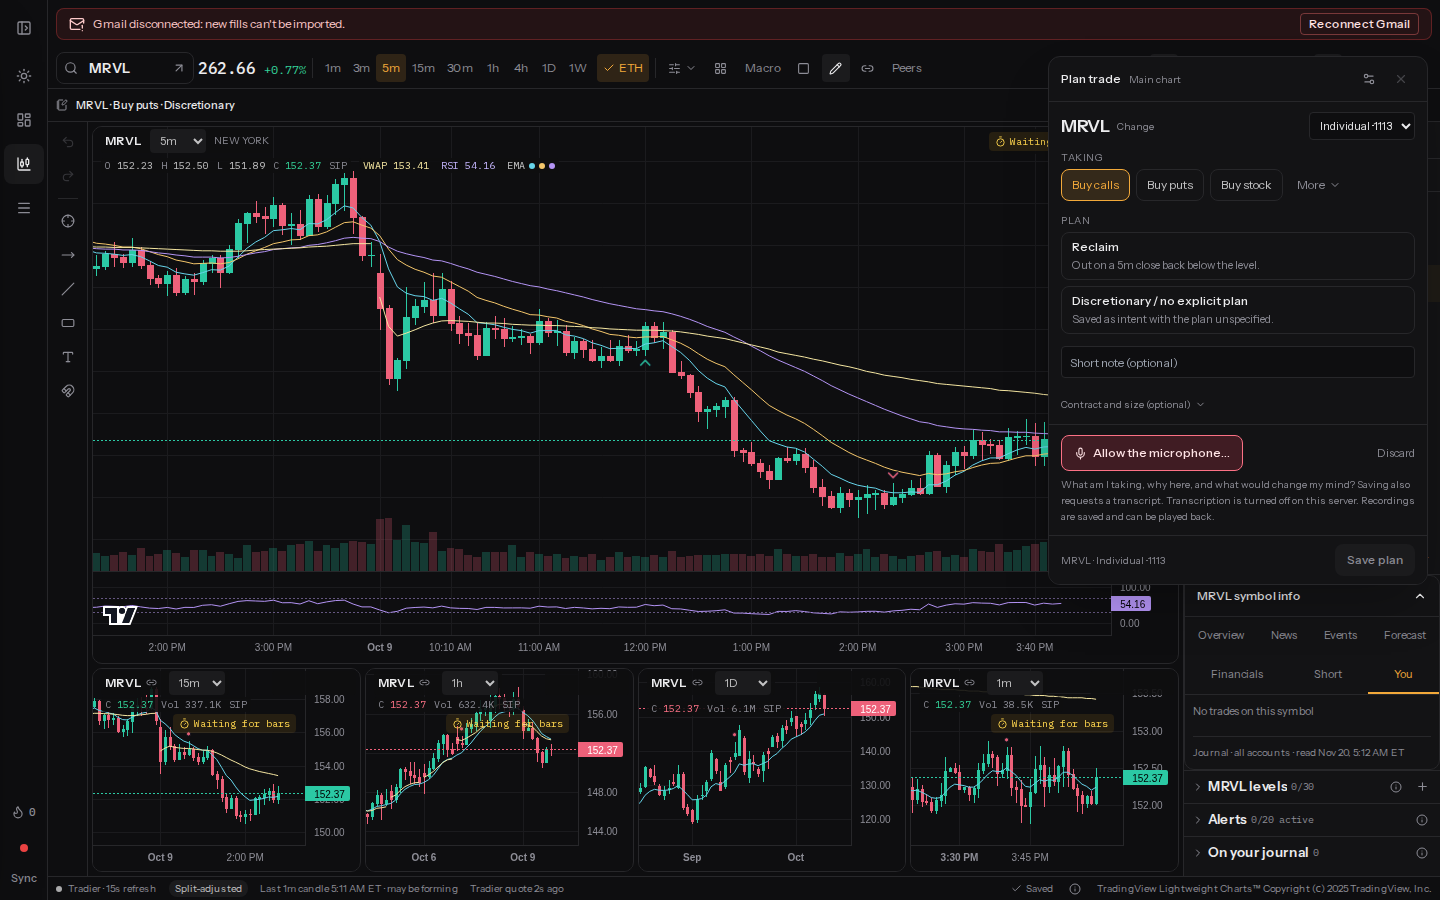 Gmail disconnected: new fills can't be imported.
Reconnect Gmail
MRVL
262.66 +0.77%
1m 3m 5m 15m 30m 1h 4h 1D 1W ETH
Macro
Peers
MRVL · Buy puts · Discretionary
MRVL 5m NEW YORK
O 152.23 H 152.50 L 151.89 C 152.37 SIP VWAP 153.41 RSI 54.16 EMA
Waiting
100.00
54.16
0.00
2:00 PM 3:00 PM Oct 9 10:10 AM 11:00 AM 12:00 PM 1:00 PM 2:00 PM 3:00 PM 3:40 PM
Plan trade Main chart
MRVL Change
Individual ·1113
TAKING
Buy calls Buy puts Buy stock More
PLAN
Reclaim
Out on a 5m close back below the level.
Discretionary / no explicit plan
Saved as intent with the plan unspecified.
Short note (optional)
Contract and size (optional)
Allow the microphone…
Discard
What am I taking, why here, and what would change my mind? Saving also
requests a transcript. Transcription is turned off on this server. Recordings
are saved and can be played back.
MRVL · Individual ·1113
Save plan
MRVL 15m
C 152.37 Vol 337.1K SIP
Waiting for bars
158.00
156.00
154.00
152.37
150.00
Oct 9 2:00 PM
MRVL 1h
C 152.37 Vol 632.4K SIP
Waiting for bars
156.00
152.37
148.00
144.00
Oct 6 Oct 9
MRVL 1D
C 152.37 Vol 6.1M SIP
152.37
150.00
140.00
130.00
120.00
Sep Oct
MRVL 1m
C 152.37 Vol 38.5K SIP
Waiting for bars
153.00
152.50
152.37
152.00
3:30 PM 3:45 PM
MRVL symbol info
Overview News Events Forecast
Financials Short You
No trades on this symbol
Journal · all accounts · read Nov 20, 5:12 AM ET
MRVL levels 0/30
Alerts 0/20 active
On your journal 0
0
Sync
Tradier · 15s refresh
Split-adjusted
Last 1m candle 5:11 AM ET · may be forming
Tradier quote 2s ago
Saved
TradingView Lightweight Charts™ Copyright (c) 2025 TradingView, Inc.